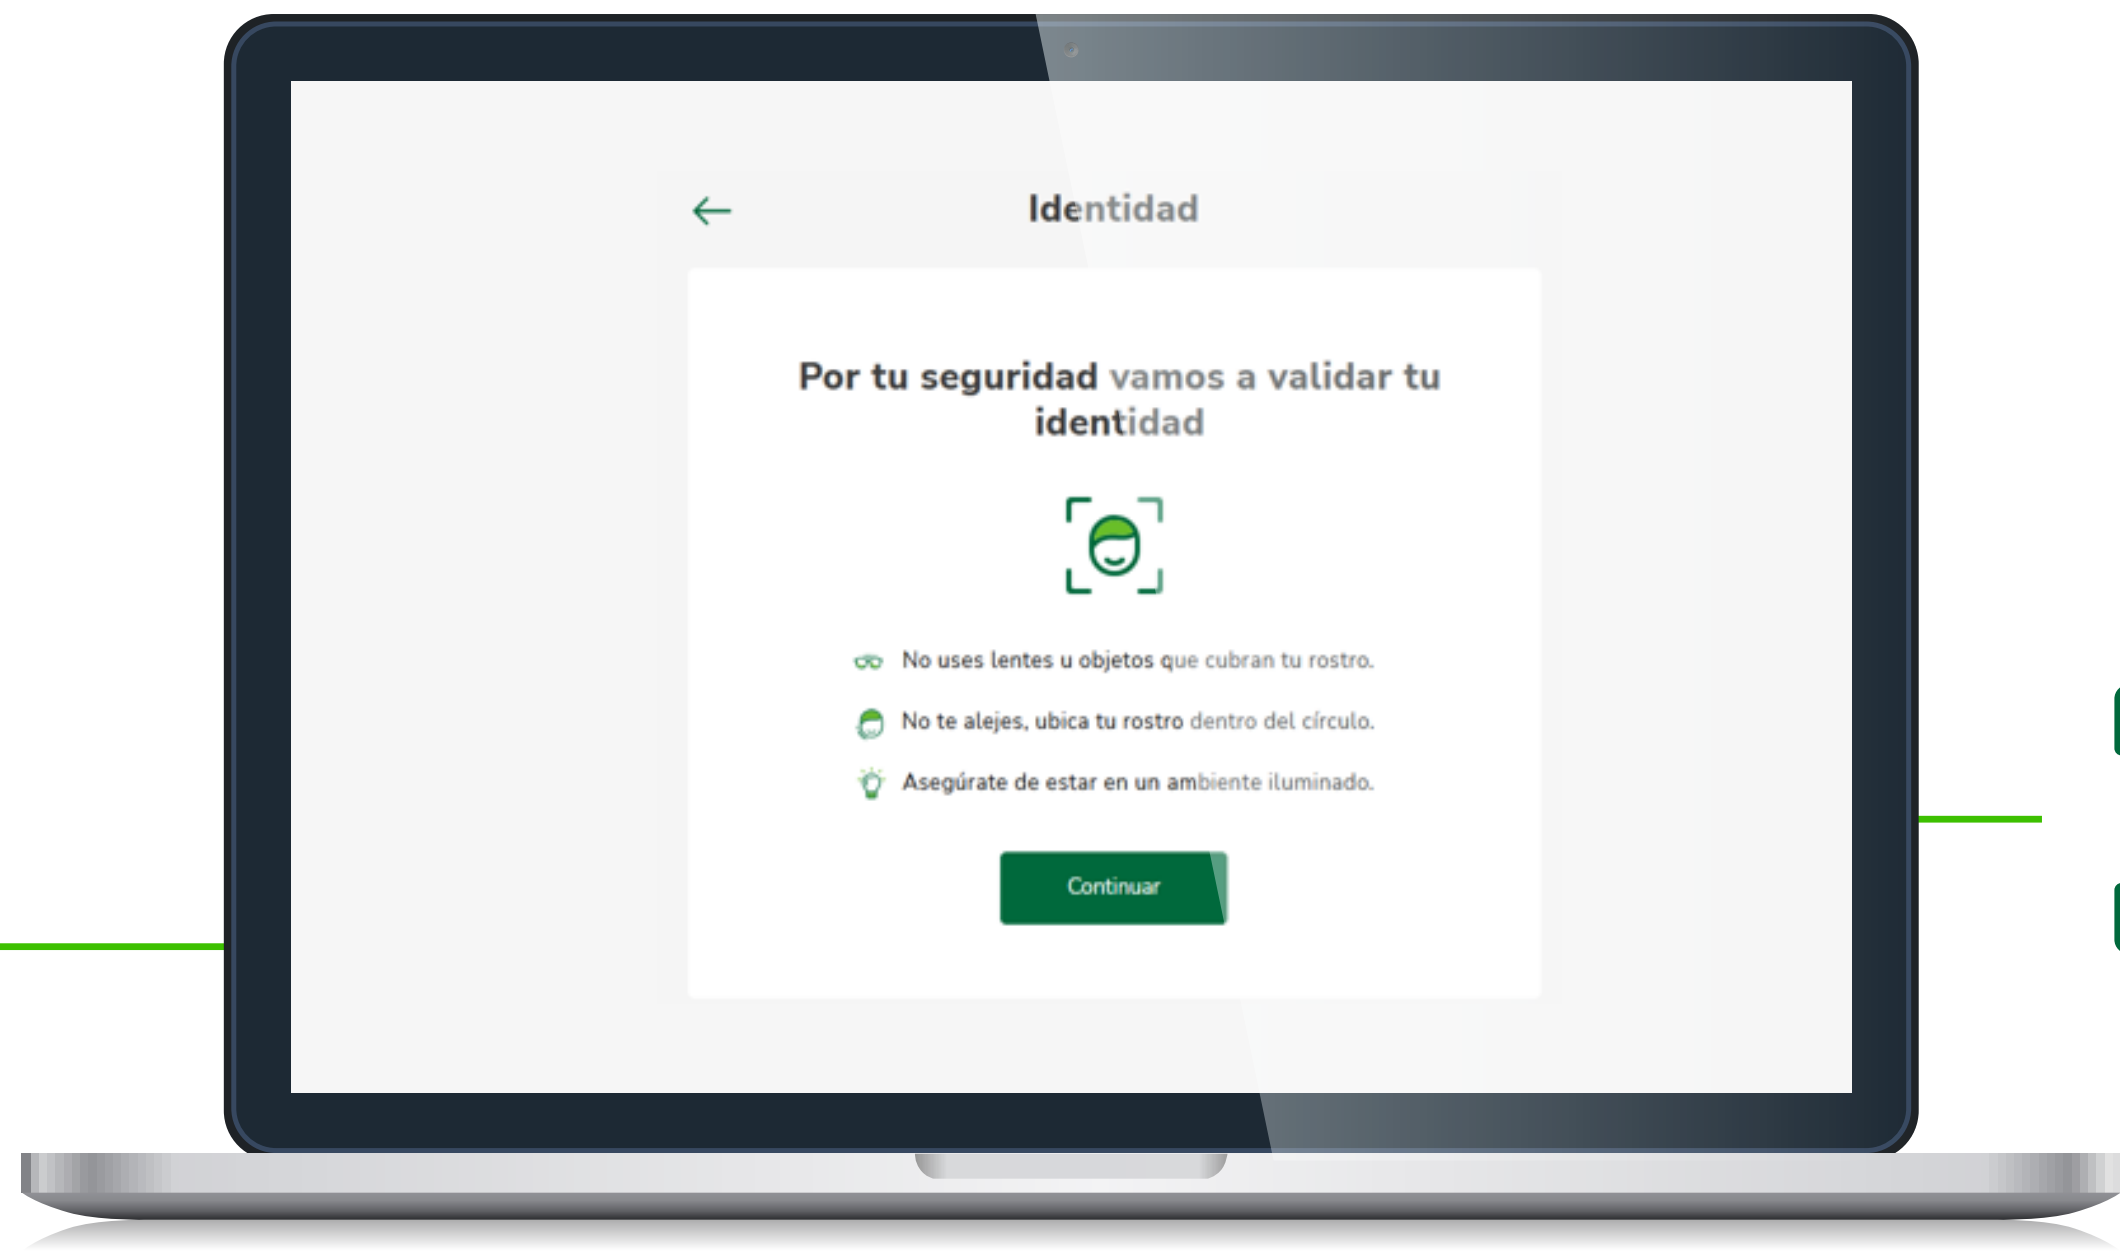 Identidad
Por tu seguridad vamos a validar tu
identidad
No uses lentes u objetos que cubran tu rostro.
No te alejes, ubica tu rostro dentro del círculo.
Asegúrate de estar en un ambiente iluminado.
Continuar